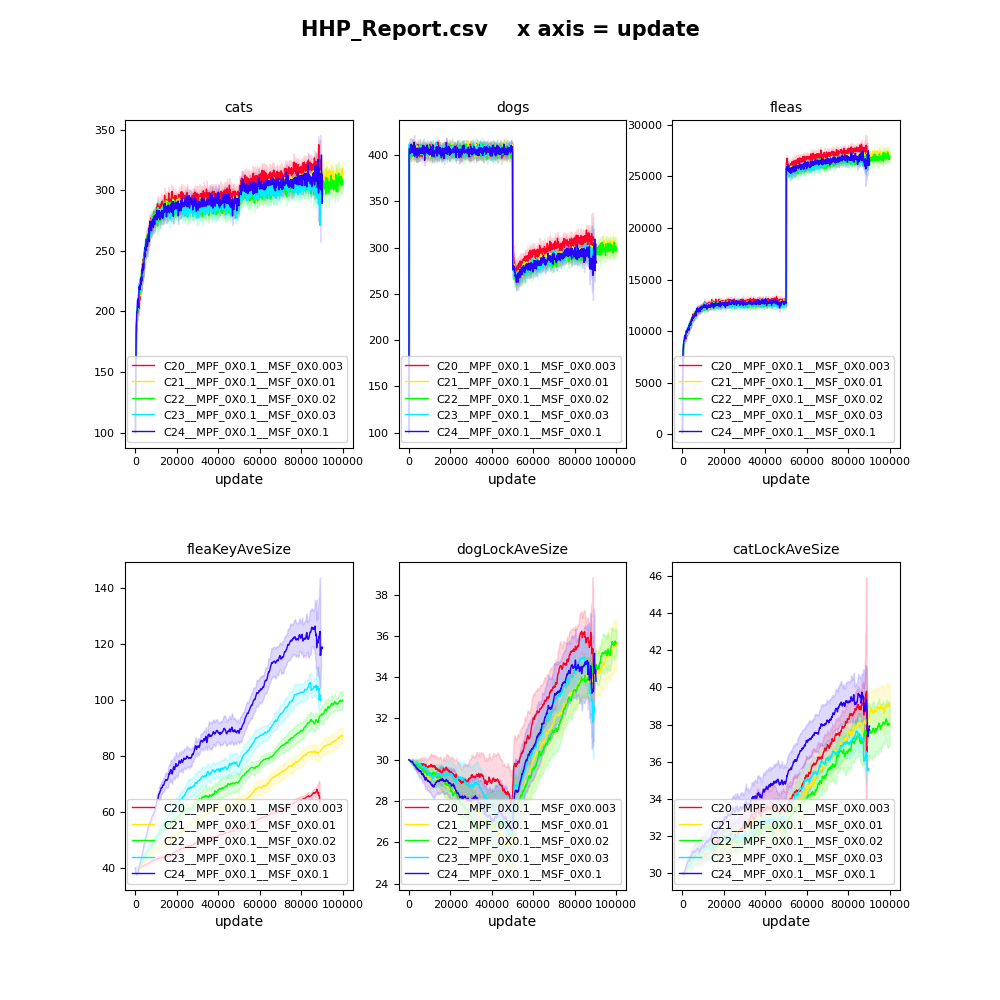 HHP_Report.csv    x axis = update
cats
dogs
fleas
350
300
250
200
150
100
C20__MPF_0X0.1__MSF_0X0.003
C21__MPF_0X0.1__MSF_0X0.01
C22__MPF_0X0.1__MSF_0X0.02
C23__MPF_0X0.1__MSF_0X0.03
C24__MPF_0X0.1__MSF_0X0.1
0 20000 40000 60000 80000 100000
update
400
350
300
250
150
100
C20__MPF_0X0.1__MSF_0X0.003
C21__MPF_0X0.1__MSF_0X0.01
C22__MPF_0X0.1__MSF_0X0.02
C23__MPF_0X0.1__MSF_0X0.03
C24__MPF_0X0.1__MSF_0X0.1
0 20000 40000 60000 80000 100000
update
30000
25000
20000
15000
10000
5000
0
C20__MPF_0X0.1__MSF_0X0.003
C21__MPF_0X0.1__MSF_0X0.01
C22__MPF_0X0.1__MSF_0X0.02
C23__MPF_0X0.1__MSF_0X0.03
C24__MPF_0X0.1__MSF_0X0.1
0 20000 40000 60000 80000 100000
update
fleaKeyAveSize
dogLockAveSize
catLockAveSize
140
120
100
80
60
40
C20__MPF_0X0.1__MSF_0X0.003
C21__MPF_0X0.1__MSF_0X0.01
C22__MPF_0X0.1__MSF_0X0.02
C23__MPF_0X0.1__MSF_0X0.03
C24__MPF_0X0.1__MSF_0X0.1
0 20000 40000 60000 80000 100000
update
38
36
34
32
30
28
26
24
C20__MPF_0X0.1__MSF_0X0.003
C21__MPF_0X0.1__MSF_0X0.01
C22__MPF_0X0.1__MSF_0X0.02
C23__MPF_0X0.1__MSF_0X0.03
C24__MPF_0X0.1__MSF_0X0.1
0 20000 40000 60000 80000 100000
update
46
44
42
40
38
36
34
32
30
C20__MPF_0X0.1__MSF_0X0.003
C21__MPF_0X0.1__MSF_0X0.01
C22__MPF_0X0.1__MSF_0X0.02
C23__MPF_0X0.1__MSF_0X0.03
C24__MPF_0X0.1__MSF_0X0.1
0 20000 40000 60000 80000 100000
update